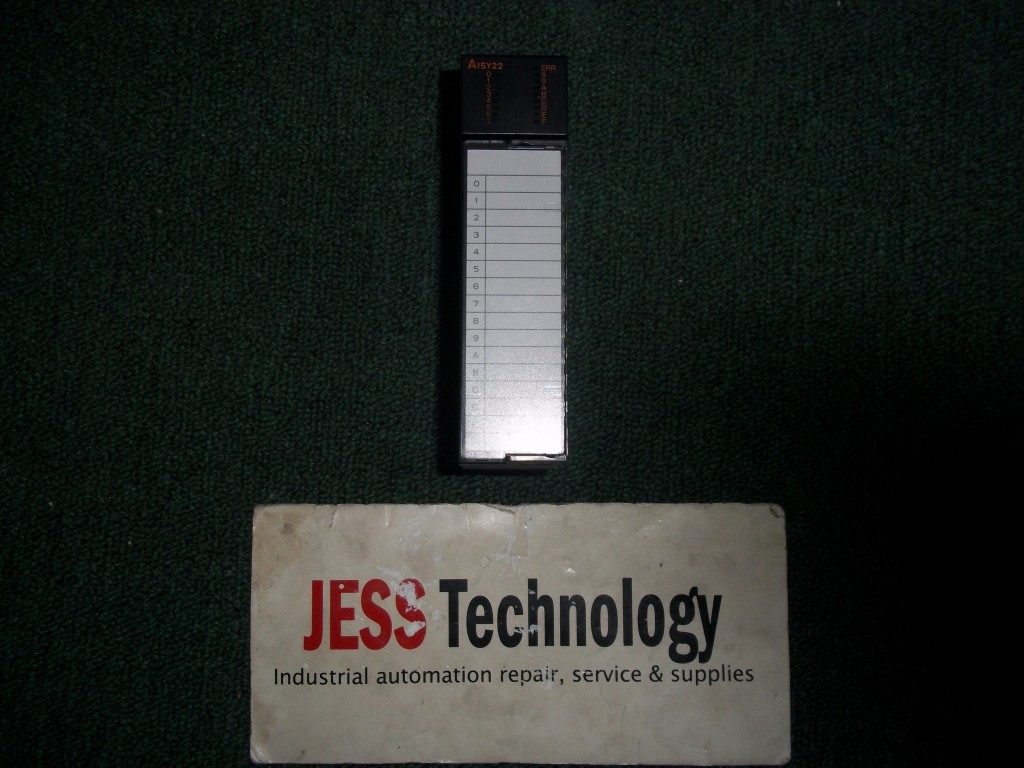 A1SY22 ERR
0
1
2
3
4
5
6
7
8
9
A
B
C
D
JESS Technology
Industrial automation repair, service & supplies